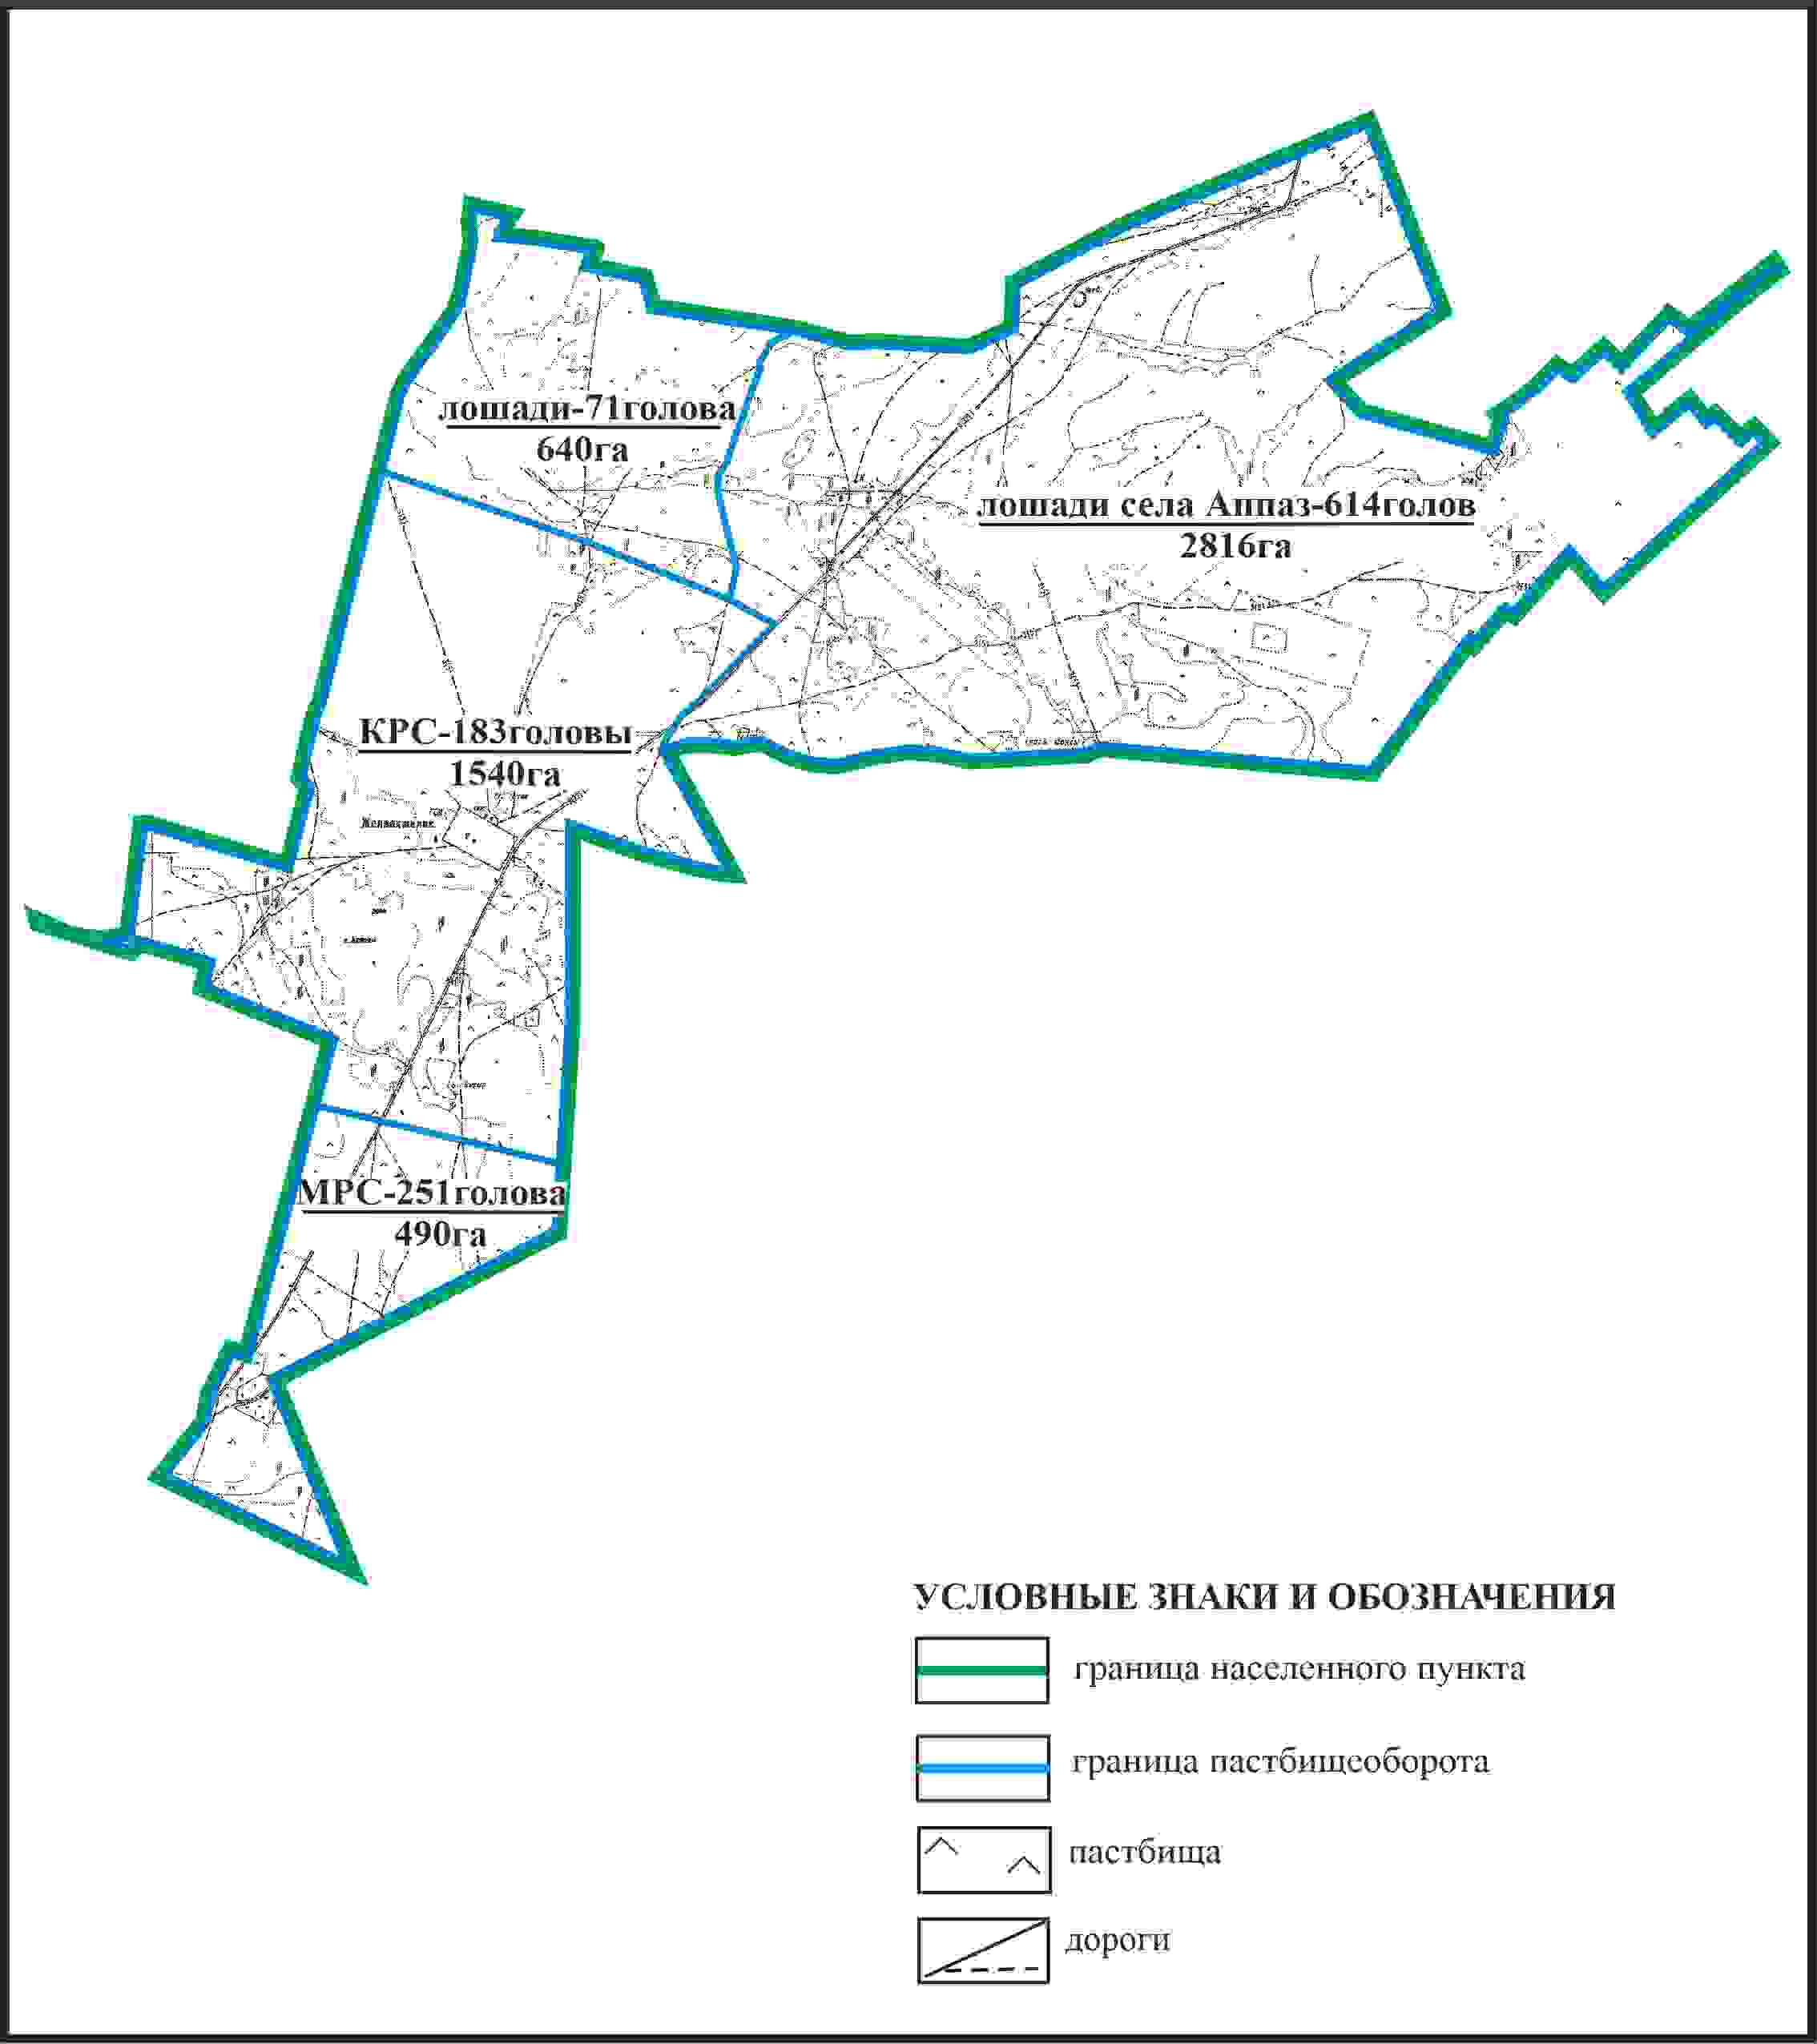 лошади-71голова
640га
лошади села Аппаз-614голов
2816га
КРС-183головы
1540га
МРС-251голова
490га
УСЛОВНЫЕ ЗНАКИ И ОБОЗНАЧЕНИЯ
граница населенного пункта
граница пастбищеоборота
пастбища
дороги